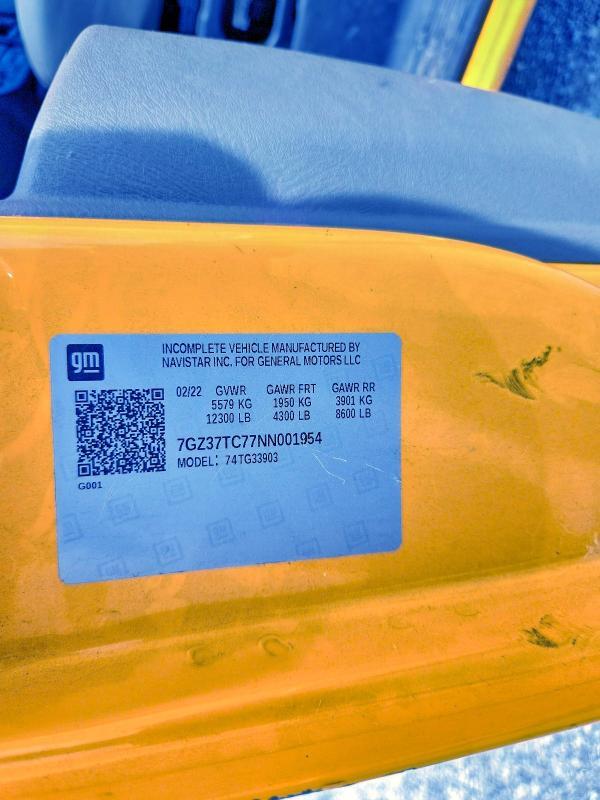 gm
INCOMPLETE VEHICLE MANUFACTURED BY
NAVISTAR INC. FOR GENERAL MOTORS LLC
02/22 GVWR GAWR FRT GAWR RR
5579 KG 1950 KG 3901 KG
12300 LB 4300 LB 8600 LB
7GZ37TC77NN001954
MODEL: 74TG33903
G001